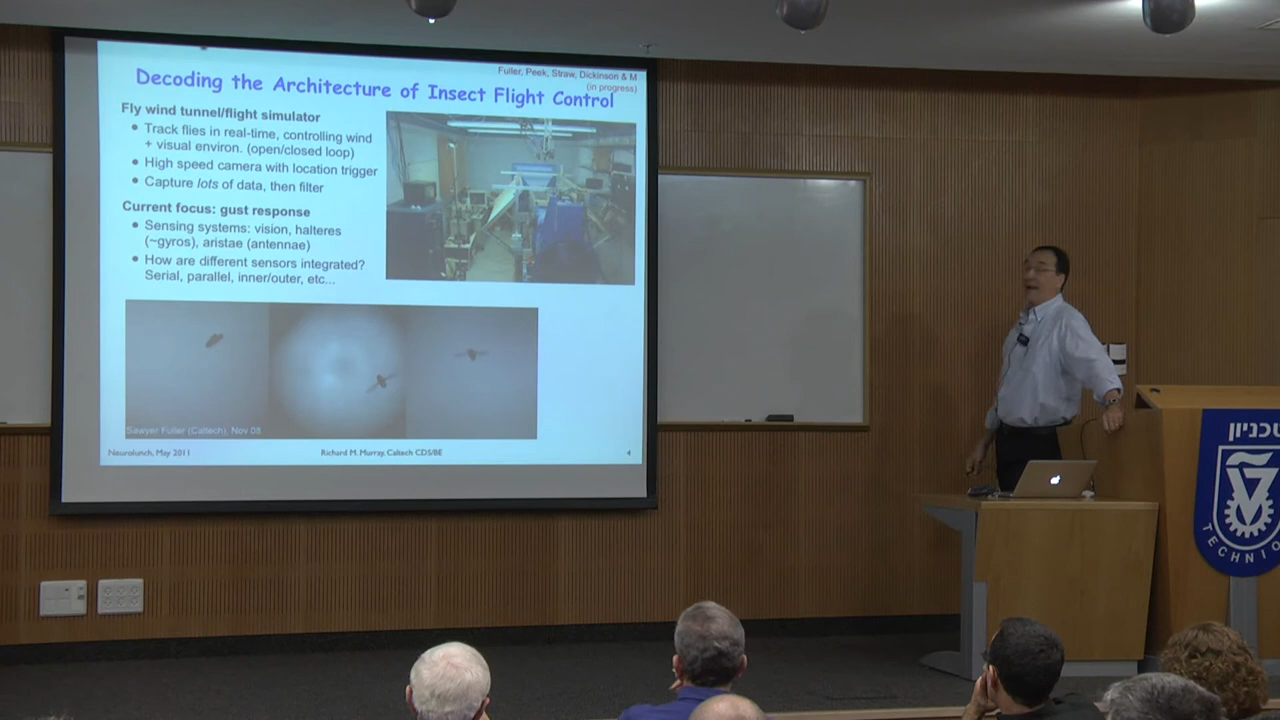 Fuller, Peek, Straw, Dickinson & M
(in progress)
Decoding the Architecture of Insect Flight Control
Fly wind tunnel/flight simulator
• Track flies in real-time, controlling wind
+ visual environ. (open/closed loop)
• High speed camera with location trigger
• Capture lots of data, then filter
Current focus: gust response
• Sensing systems: vision, halteres
(~gyros), aristae (antennae)
• How are different sensors integrated?
Serial, parallel, inner/outer, etc...
Sawyer Fuller (Caltech), Nov 08
Neurolunch, May 2011
Richard M. Murray, Caltech CDS/BE
4
טכניון
TECHNIO